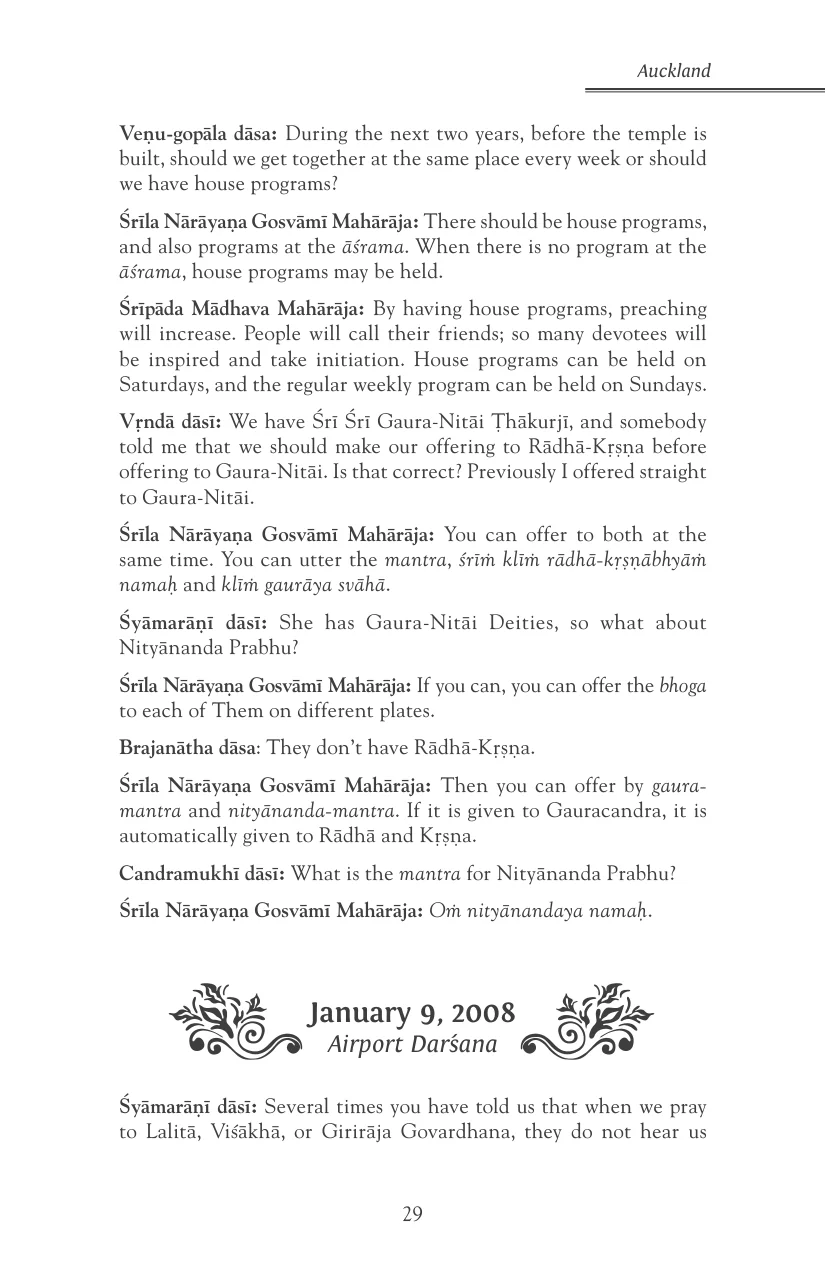 Auckland
Veṇu-gopāla dāsa: During the next two years, before the temple is
built, should we get together at the same place every week or should
we have house programs?
Śrīla Nārāyaṇa Gosvāmī Mahārāja: There should be house programs,
and also programs at the āśrama. When there is no program at the
āśrama, house programs may be held.
Śrīpāda Mādhava Mahārāja: By having house programs, preaching
will increase. People will call their friends; so many devotees will
be inspired and take initiation. House programs can be held on
Saturdays, and the regular weekly program can be held on Sundays.
Vṛndā dāsī: We have Śrī Śrī Gaura-Nitāi Ṭhākurjī, and somebody
told me that we should make our offering to Rādhā-Kṛṣṇa before
offering to Gaura-Nitāi. Is that correct? Previously I offered straight
to Gaura-Nitāi.
Śrīla Nārāyaṇa Gosvāmī Mahārāja: You can offer to both at the
same time. You can utter the mantra, śrīṁ klīṁ rādhā-kṛṣṇābhyāṁ
namaḥ and klīṁ gaurāya svāhā.
Śyāmarāṇī dāsī: She has Gaura-Nitāi Deities, so what about
Nityānanda Prabhu?
Śrīla Nārāyaṇa Gosvāmī Mahārāja: If you can, you can offer the bhoga
to each of Them on different plates.
Brajanātha dāsa: They don’t have Rādhā-Kṛṣṇa.
Śrīla Nārāyaṇa Gosvāmī Mahārāja: Then you can offer by gaura-
mantra and nityānanda-mantra. If it is given to Gauracandra, it is
automatically given to Rādhā and Kṛṣṇa.
Candramukhī dāsī: What is the mantra for Nityānanda Prabhu?
Śrīla Nārāyaṇa Gosvāmī Mahārāja: Oṁ nityānandaya namaḥ.
January 9, 2008
Airport Darśana
Śyāmarāṇī dāsī: Several times you have told us that when we pray
to Lalitā, Viśākhā, or Girirāja Govardhana, they do not hear us
29